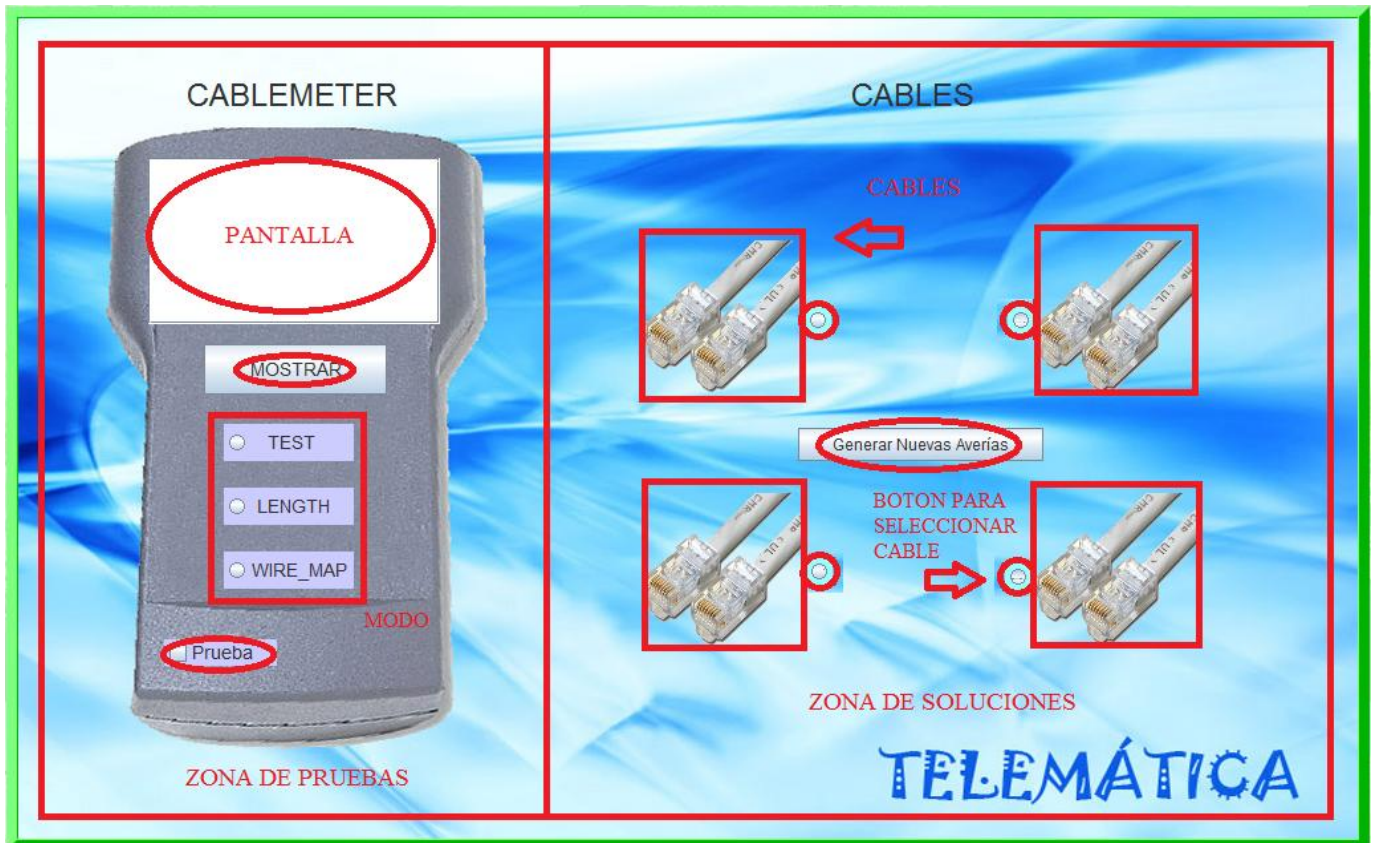 CABLEMETER
PANTALLA
MOSTRAR
TEST
LENGTH
WIRE_MAP
MODO
Prueba
ZONA DE PRUEBAS
CABLES
CABLES
Generar Nuevas Averías
BOTON PARA
SELECCIONAR
CABLE
ZONA DE SOLUCIONES
TELEMÁTICA